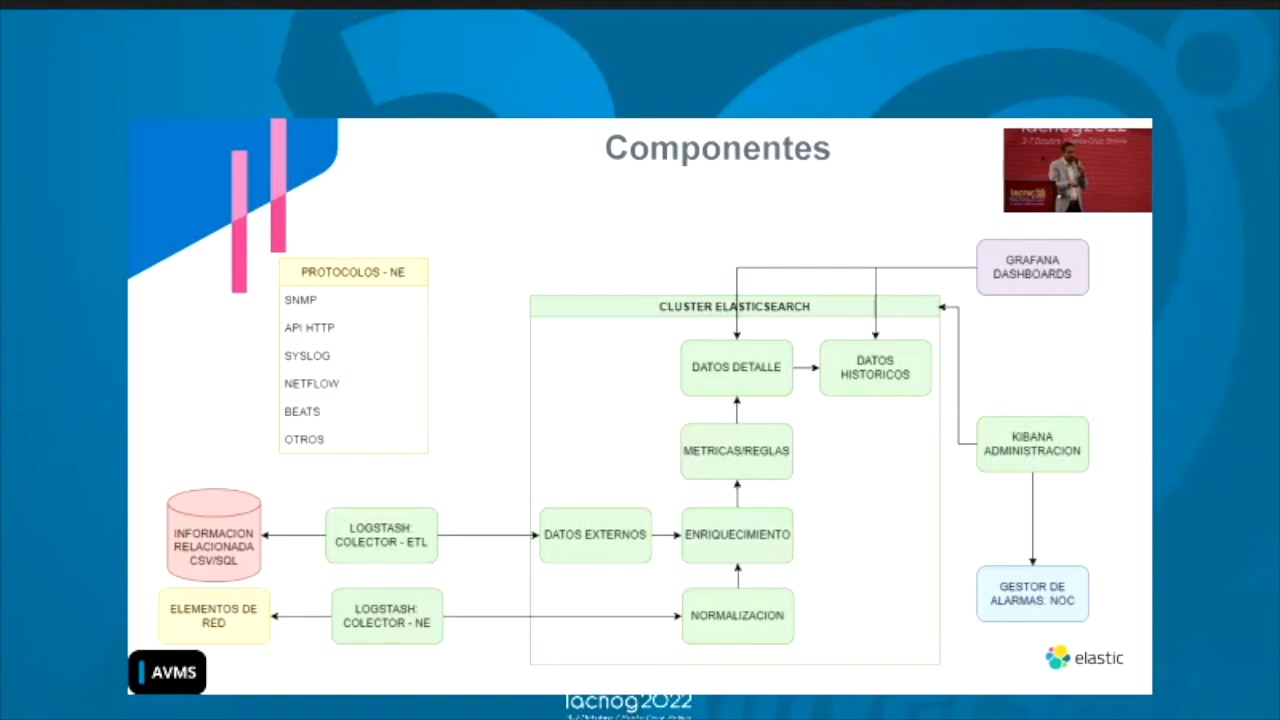 Componentes
lacnog2022
PROTOCOLOS - NE
SNMP
API HTTP
SYSLOG
NETFLOW
BEATS
OTROS
GRAFANA
DASHBOARDS
CLUSTER ELASTICSEARCH
DATOS DETALLE
DATOS
HISTORICOS
METRICAS/REGLAS
KIBANA
ADMINISTRACION
INFORMACION
RELACIONADA
CSV/SQL
LOGSTASH:
COLECTOR - ETL
DATOS EXTERNOS
ENRIQUECIMIENTO
ELEMENTOS DE
RED
LOGSTASH:
COLECTOR - NE
NORMALIZACION
GESTOR DE
ALARMAS: NOC
elastic
AVMS
lacnog2022